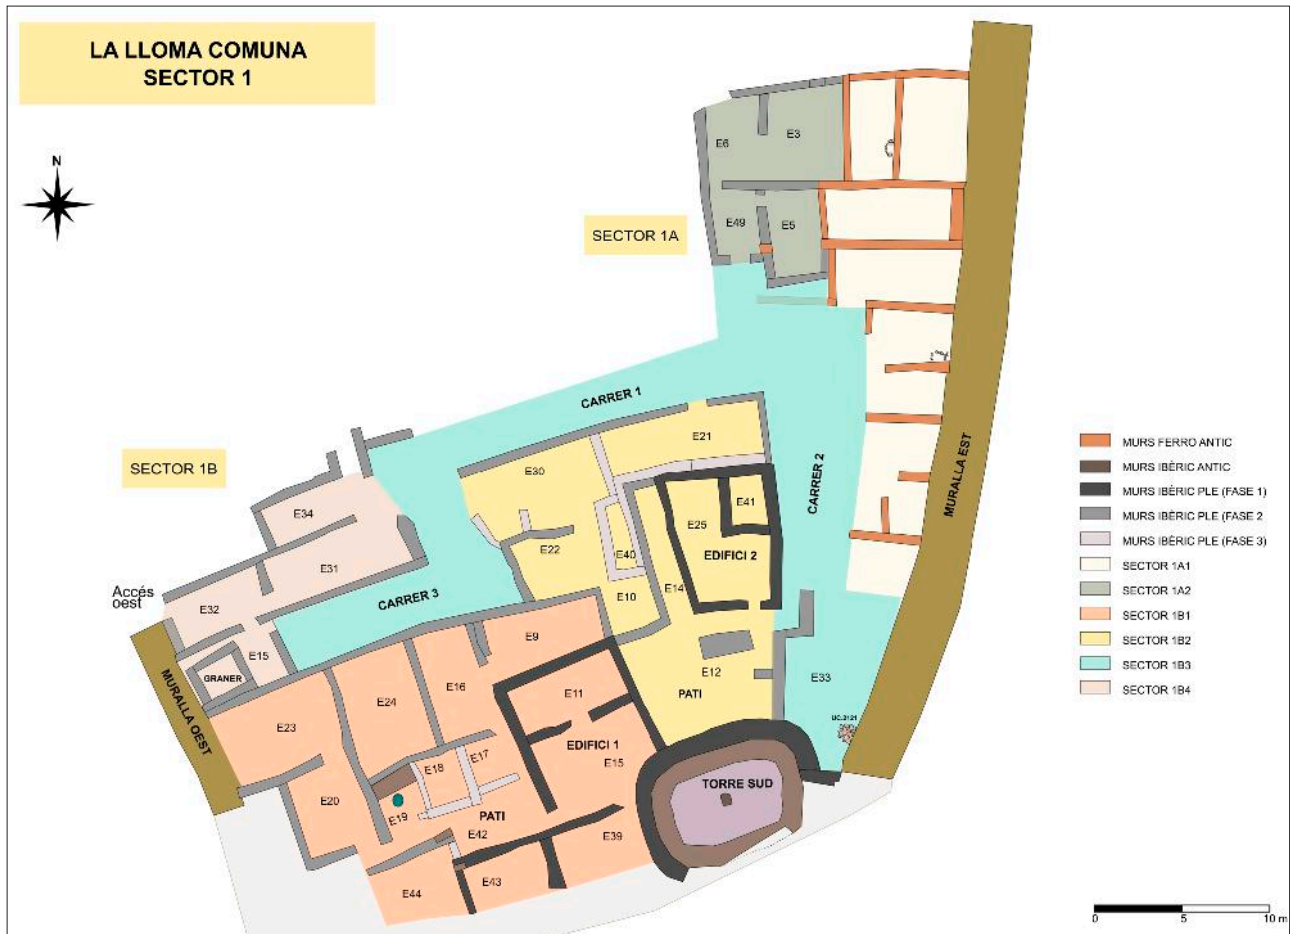 LA LLOMA COMUNA
SECTOR 1
N
SECTOR 1A
E6
E3
E49
E5
CARRER 1
CARRER 2
MURALLA EST
SECTOR 1B
E21
E30
E41
E34
E25
E22
E40
EDIFICI 2
E31
Accés
oest
CARRER 3
E10
E14
E32
E9
E15
GRANER
E12
E33
MURALLA OEST
E16
E11
PATI
E24
E23
UC.2121
EDIFICI 1
E17
E18
E15
TORRE SUD
E20
E19
PATI
E42
E39
E43
E44
MURS FERRO ANTIC
MURS IBÈRIC ANTIC
MURS IBÈRIC PLE (FASE 1)
MURS IBÈRIC PLE (FASE 2
MURS IBÈRIC PLE (FASE 3)
SECTOR 1A1
SECTOR 1A2
SECTOR 1B1
SECTOR 1B2
SECTOR 1B3
SECTOR 1B4
0 5 10 m